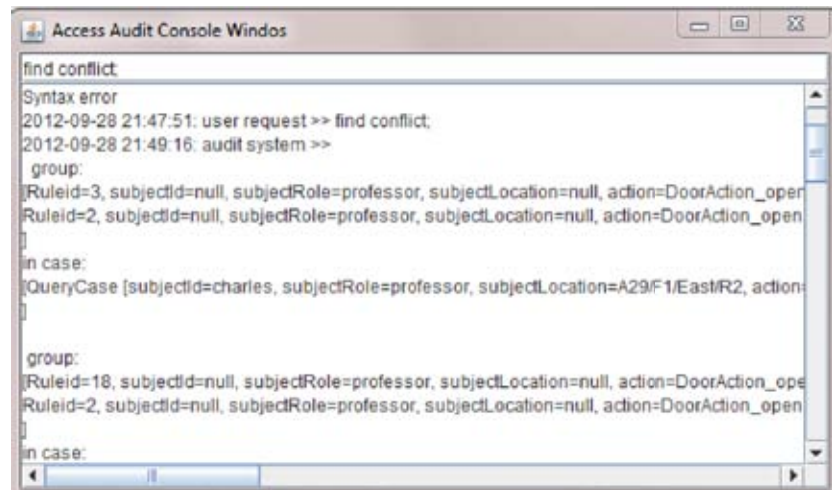 Access Audit Console Windos
find conflict;
Syntax error
2012-09-28 21:47:51: user request >> find conflict;
2012-09-28 21:49:16: audit system >>
group:
[Ruleid=3, subjectId=null, subjectRole=professor, subjectLocation=null, action=DoorAction_oper
Ruleid=2, subjectId=null, subjectRole=professor, subjectLocation=null, action=DoorAction_open
]
in case:
[QueryCase [subjectId=charles, subjectRole=professor, subjectLocation=A29/F1/East/R2, action=
]
group:
[Ruleid=18, subjectId=null, subjectRole=professor, subjectLocation=null, action=DoorAction_ope
Ruleid=2, subjectId=null, subjectRole=professor, subjectLocation=null, action=DoorAction_open
]
in case: